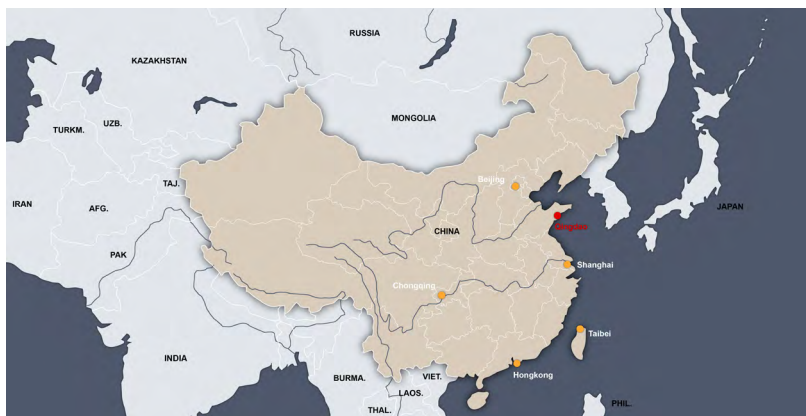 RUSSIA
KAZAKHSTAN
MONGOLIA
UZB.
TURKM.
Beijing
TAJ.
IRAN
JAPAN
AFG.
Qingdao
CHINA
PAK
Shanghai
Chongqing
Taibei
INDIA
Hongkong
BURMA.
VIET.
LAOS.
PHIL.
THAL.